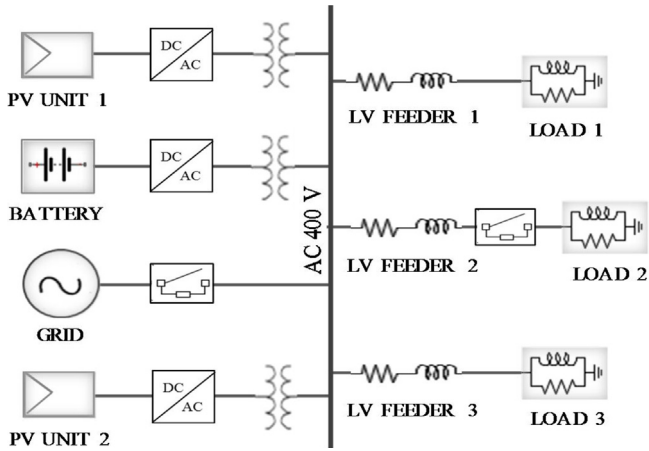 DC
AC
PV UNIT 1
LV FEEDER 1
LOAD 1
DC
AC
BATTERY
AC 400 V
LV FEEDER 2
LOAD 2
GRID
DC
AC
PV UNIT 2
LV FEEDER 3
LOAD 3